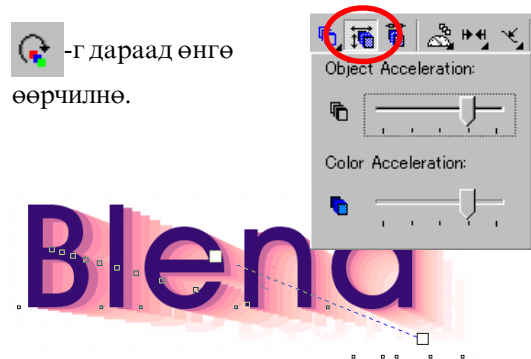 -г дараад өнгө
өөрчилнө.
Object Acceleration:
Color Acceleration:
Blend